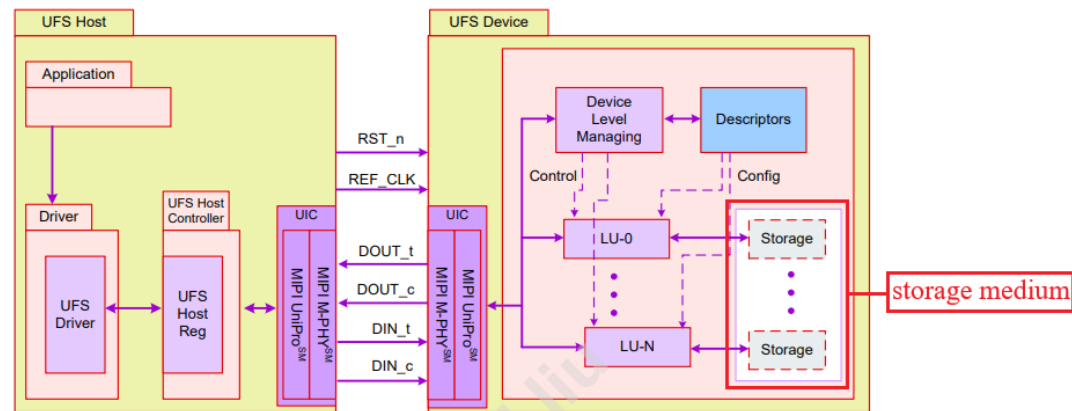 UFS Host
UFS Device
Application
Device
Level
Managing
Descriptors
RST_n
REF_CLK
Control
Config
Driver
UFS Host
Controller
UIC
UIC
LU-0
Storage
UFS
Driver
UFS
Host
Reg
MIPI UniPro℠
MIPI M-PHY℠
DOUT_t
DOUT_c
DIN_t
DIN_c
MIPI M-PHY℠
MIPI UniPro℠
LU-N
Storage
storage medium
liu